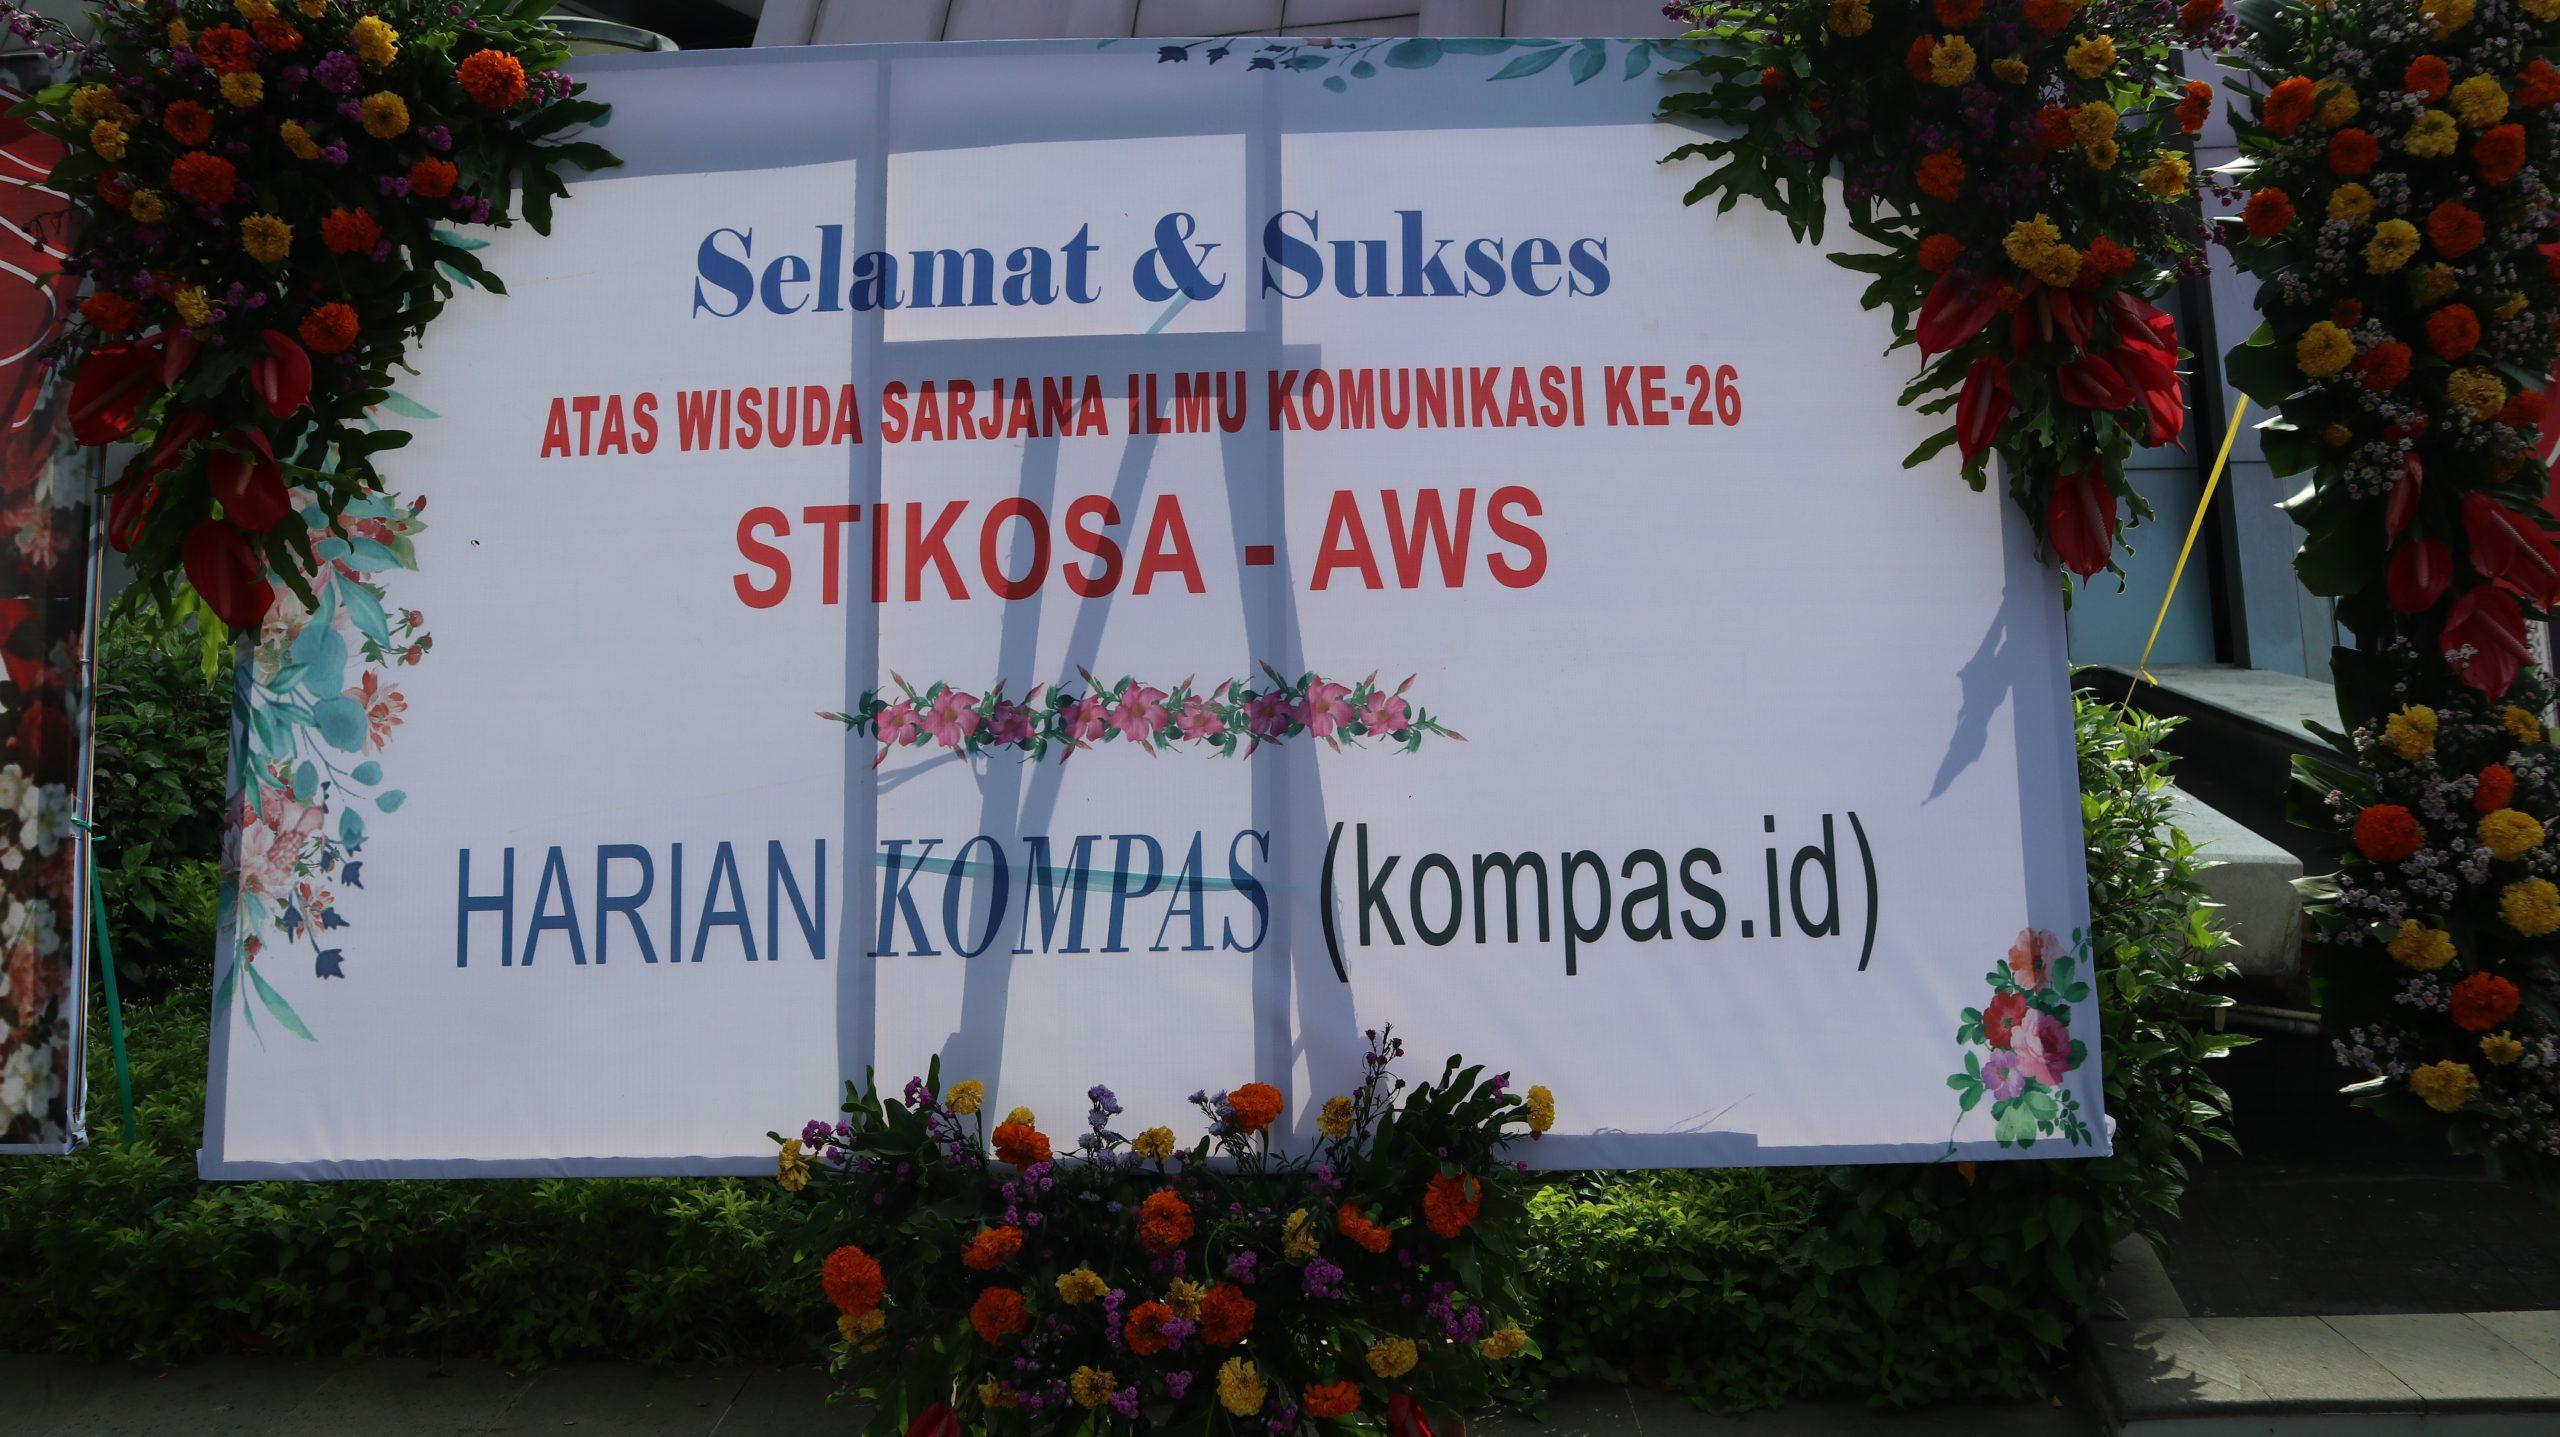 Selamat & Sukses
ATAS WISUDA SARJANA ILMU KOMUNIKASI KE-26
STIKOSA - AWS
HARIAN KOMPAS (kompas.id)